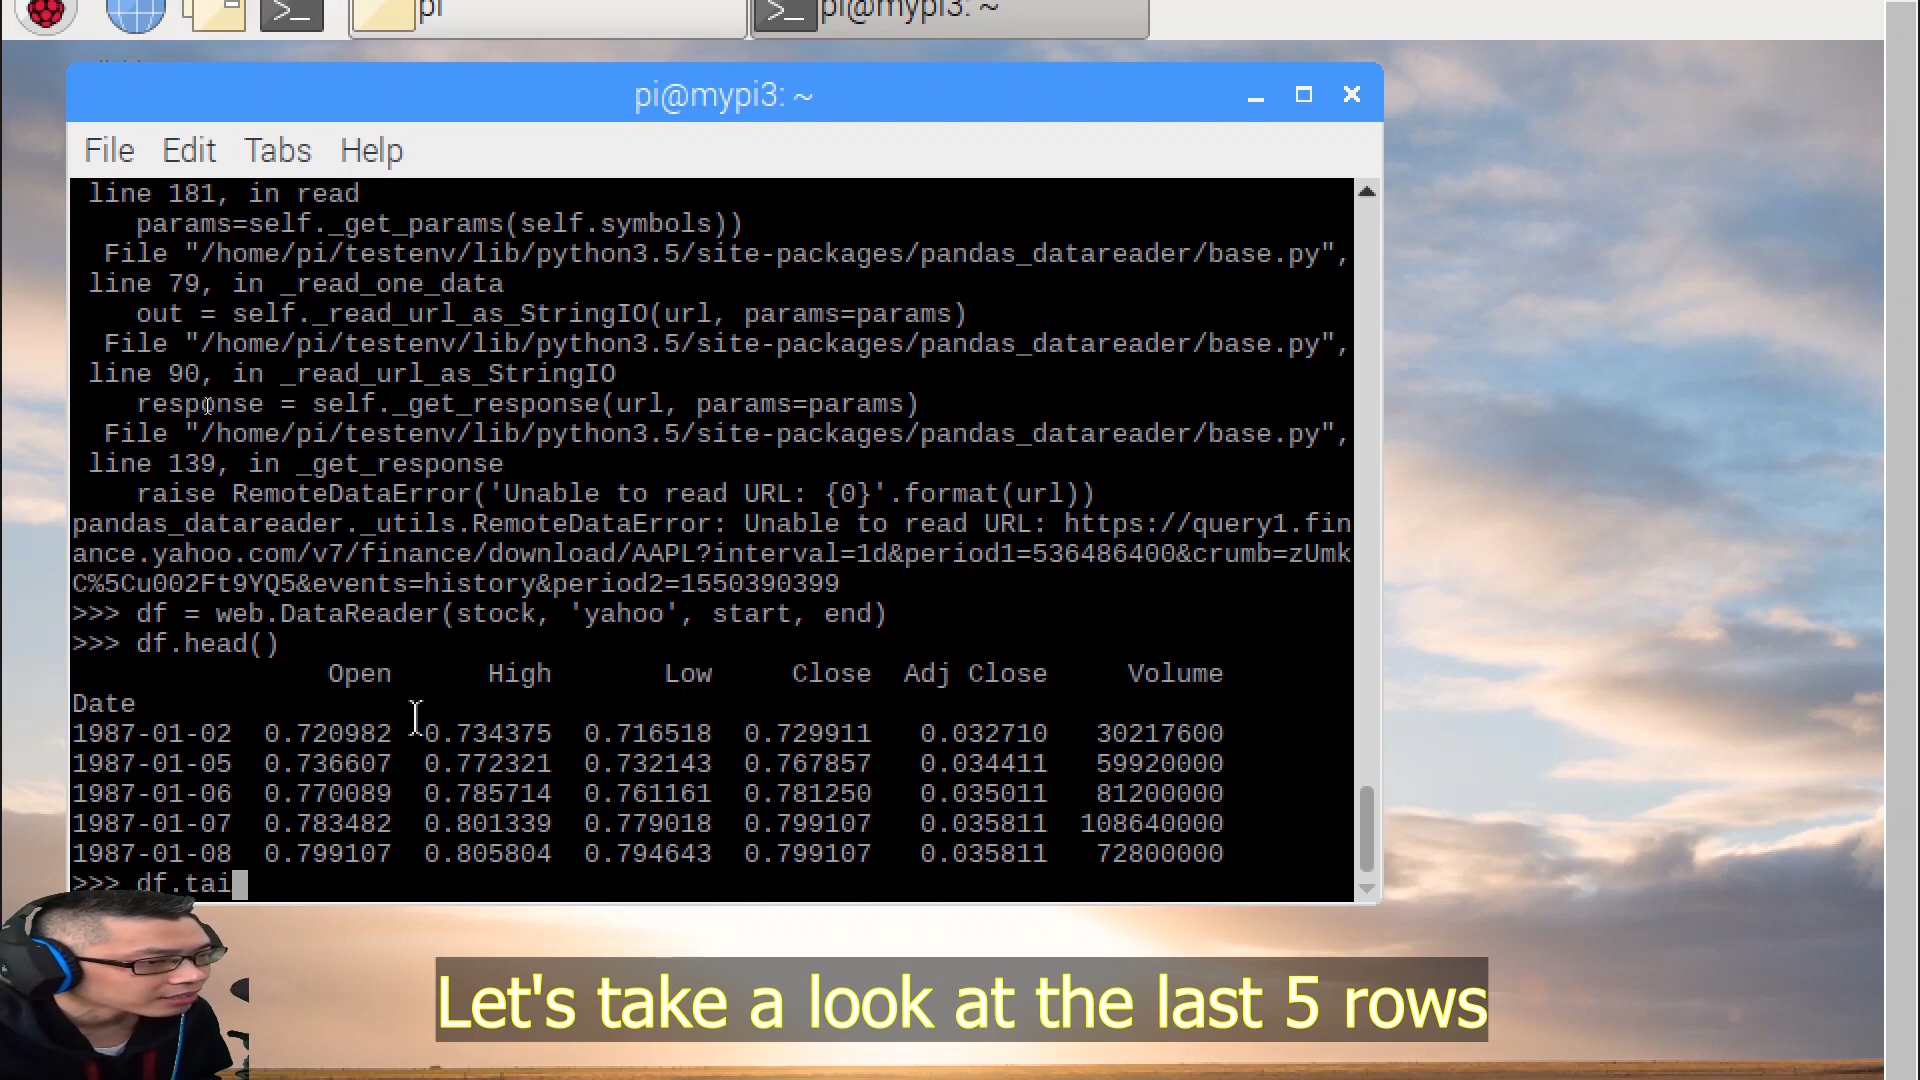 pi
pi@mypi3: ~
pi@mypi3: ~
File Edit Tabs Help
line 181, in read
params=self._get_params(self.symbols))
File "/home/pi/testenv/lib/python3.5/site-packages/pandas_datareader/base.py",
line 79, in _read_one_data
out = self._read_url_as_StringIO(url, params=params)
File "/home/pi/testenv/lib/python3.5/site-packages/pandas_datareader/base.py",
line 90, in _read_url_as_StringIO
response = self._get_response(url, params=params)
File "/home/pi/testenv/lib/python3.5/site-packages/pandas_datareader/base.py",
line 139, in _get_response
raise RemoteDataError('Unable to read URL: {0}'.format(url))
pandas_datareader._utils.RemoteDataError: Unable to read URL: https://query1.fin
ance.yahoo.com/v7/finance/download/AAPL?interval=1d&period1=536486400&crumb=zUmk
C%5Cu002Ft9YQ5&events=history&period2=1550390399
>>> df = web.DataReader(stock, 'yahoo', start, end)
>>> df.head()
Open High Low Close Adj Close Volume
Date
1987-01-02 0.720982 0.734375 0.716518 0.729911 0.032710 30217600
1987-01-05 0.736607 0.772321 0.732143 0.767857 0.034411 59920000
1987-01-06 0.770089 0.785714 0.761161 0.781250 0.035011 81200000
1987-01-07 0.783482 0.801339 0.779018 0.799107 0.035811 108640000
1987-01-08 0.799107 0.805804 0.794643 0.799107 0.035811 72800000
>>> df.tai
Let's take a look at the last 5 rows